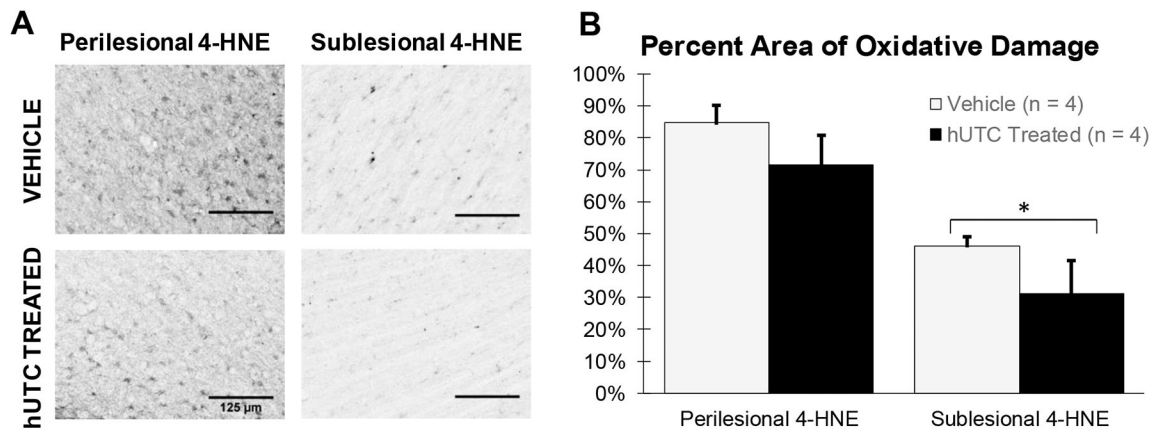 A
Perilesional 4-HNE
Sublesional 4-HNE
VEHICLE
hUTC TREATED
125 µm
B
Percent Area of Oxidative Damage
100%
90%
80%
70%
60%
50%
40%
30%
20%
10%
0%
Vehicle (n = 4)
hUTC Treated (n = 4)
*
Perilesional 4-HNE
Sublesional 4-HNE